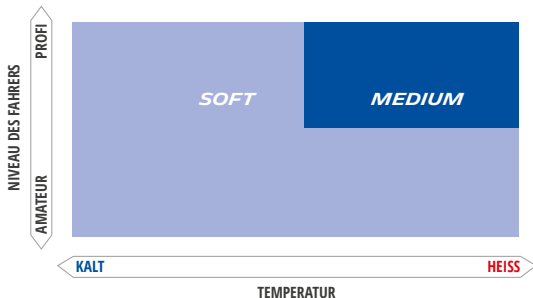 NIVEAU DES FAHRERS
PROFI
AMATEUR
SOFT
MEDIUM
KALT
HEISS
TEMPERATUR